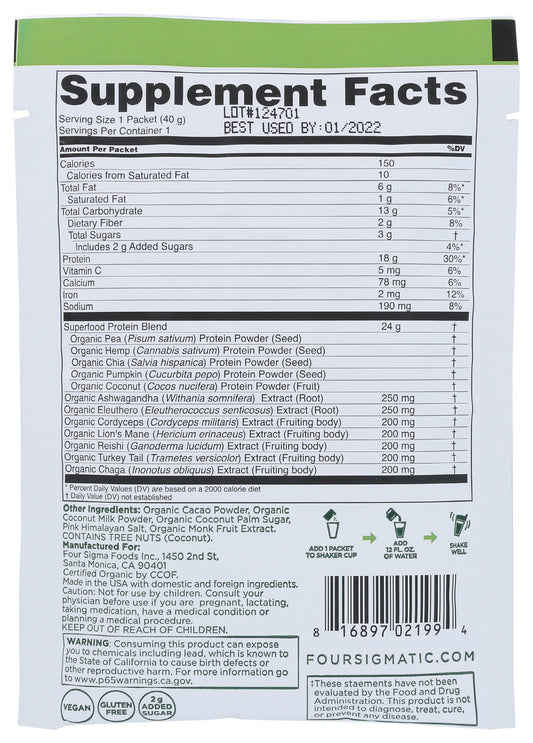 Supplement Facts
Serving Size 1 Packet (40 g)
LOT#124701
Servings Per Container 1
BEST USED BY:01/2022
Amount Per Packet %DV
Calories 150
Calories from Saturated Fat 10
Total Fat 6 g 8%*
Saturated Fat 1 g 6%*
Total Carbohydrate 13 g 5%*
Dietary Fiber 2 g 8%
Total Sugars 3 g †
Includes 2 g Added Sugars 4%*
Protein 18 g 30%*
Vitamin C 5 mg 6%
Calcium 78 mg 6%
Iron 2 mg 12%
Sodium 190 mg 8%
Superfood Protein Blend 24 g †
Organic Pea (Pisum sativum) Protein Powder (Seed) †
Organic Hemp (Cannabis sativum) Protein Powder (Seed) †
Organic Chia (Salvia hispanica) Protein Powder (Seed) †
Organic Pumpkin (Cucurbita pepo) Protein Powder (Seed) †
Organic Coconut (Cocos nucifera) Protein Powder (Fruit) †
Organic Ashwagandha (Withania somnifera) Extract (Root) 250 mg †
Organic Eleuthero (Eleutherococcus senticosus) Extract (Root) 250 mg †
Organic Cordyceps (Cordyceps militaris) Extract (Fruiting body) 200 mg †
Organic Lion's Mane (Hericium erinaceus) Extract (Fruiting body) 200 mg †
Organic Reishi (Ganoderma lucidum) Extract (Fruiting body) 200 mg †
Organic Turkey Tail (Trametes versicolor) Extract (Fruiting body) 200 mg †
Organic Chaga (Inonotus obliquus) Extract (Fruiting body) 200 mg †
* Percent Daily Values (DV) are based on a 2000 calorie diet
† Daily Value (DV) not established
Other Ingredients: Organic Cacao Powder, Organic
Coconut Milk Powder, Organic Coconut Palm Sugar,
Pink Himalayan Salt, Organic Monk Fruit Extract.
CONTAINS TREE NUTS (Coconut).
Manufactured For:
Four Sigma Foods Inc., 1450 2nd St,
Santa Monica, CA 90401
Certified Organic by CCOF.
Made in the USA with domestic and foreign ingredients.
Caution: Not for use by children. Consult your
physician before use if you are pregnant, lactating,
taking medication, have a medical condition or
planning a medical procedure.
KEEP OUT OF REACH OF CHILDREN.
WARNING: Consuming this product can expose
you to chemicals including lead, which is known to
the State of California to cause birth defects or
other reproductive harm. For more information go
to www.p65warnings.ca.gov.
VEGAN
GLUTEN
FREE
2g
ADDED
SUGAR
ADD 1 PACKET
TO SHAKER CUP
ADD
12 FL. OZ.
OF WATER
SHAKE
WELL
8 16897 02199 4
FOURSIGMATIC.COM
‡These staements have not been
evaluated by the Food and Drug
Administration. This product is not
intended to diagnose, treat, cure,
or prevent any disease.